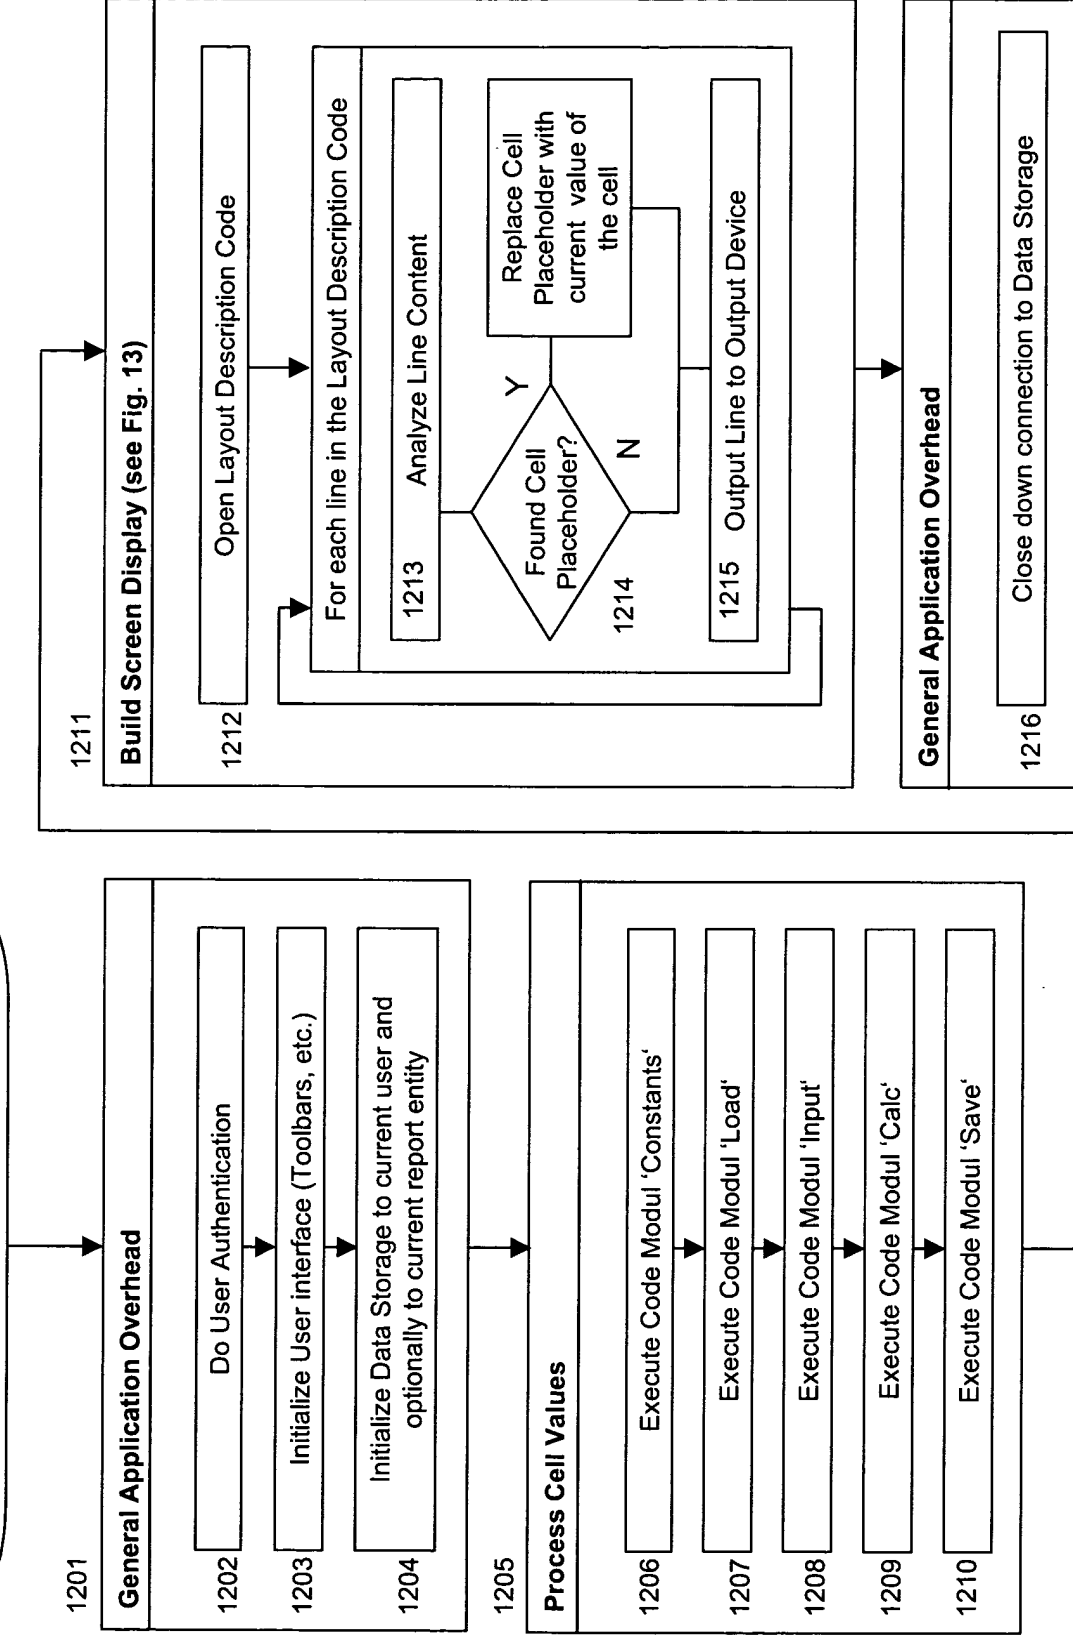 1201
General Application Overhead
1202
Do User Authentication
1203
Initialize User interface (Toolbars, etc.)
1204
Initialize Data Storage to current user and
optionally to current report entity
1205
Process Cell Values
1206
Execute Code Modul ‘Constants‘
1207
Execute Code Modul ‘Load‘
1208
Execute Code Modul ‘Input‘
1209
Execute Code Modul ‘Calc‘
1210
Execute Code Modul ‘Save‘
1211
Build Screen Display (see Fig. 13)
1212
Open Layout Description Code
For each line in the Layout Description Code
1213 Analyze Line Content
Found Cell
Placeholder?
Y
N
1214
Replace Cell
Placeholder with
current value of
the cell
1215 Output Line to Output Device
General Application Overhead
1216
Close down connection to Data Storage